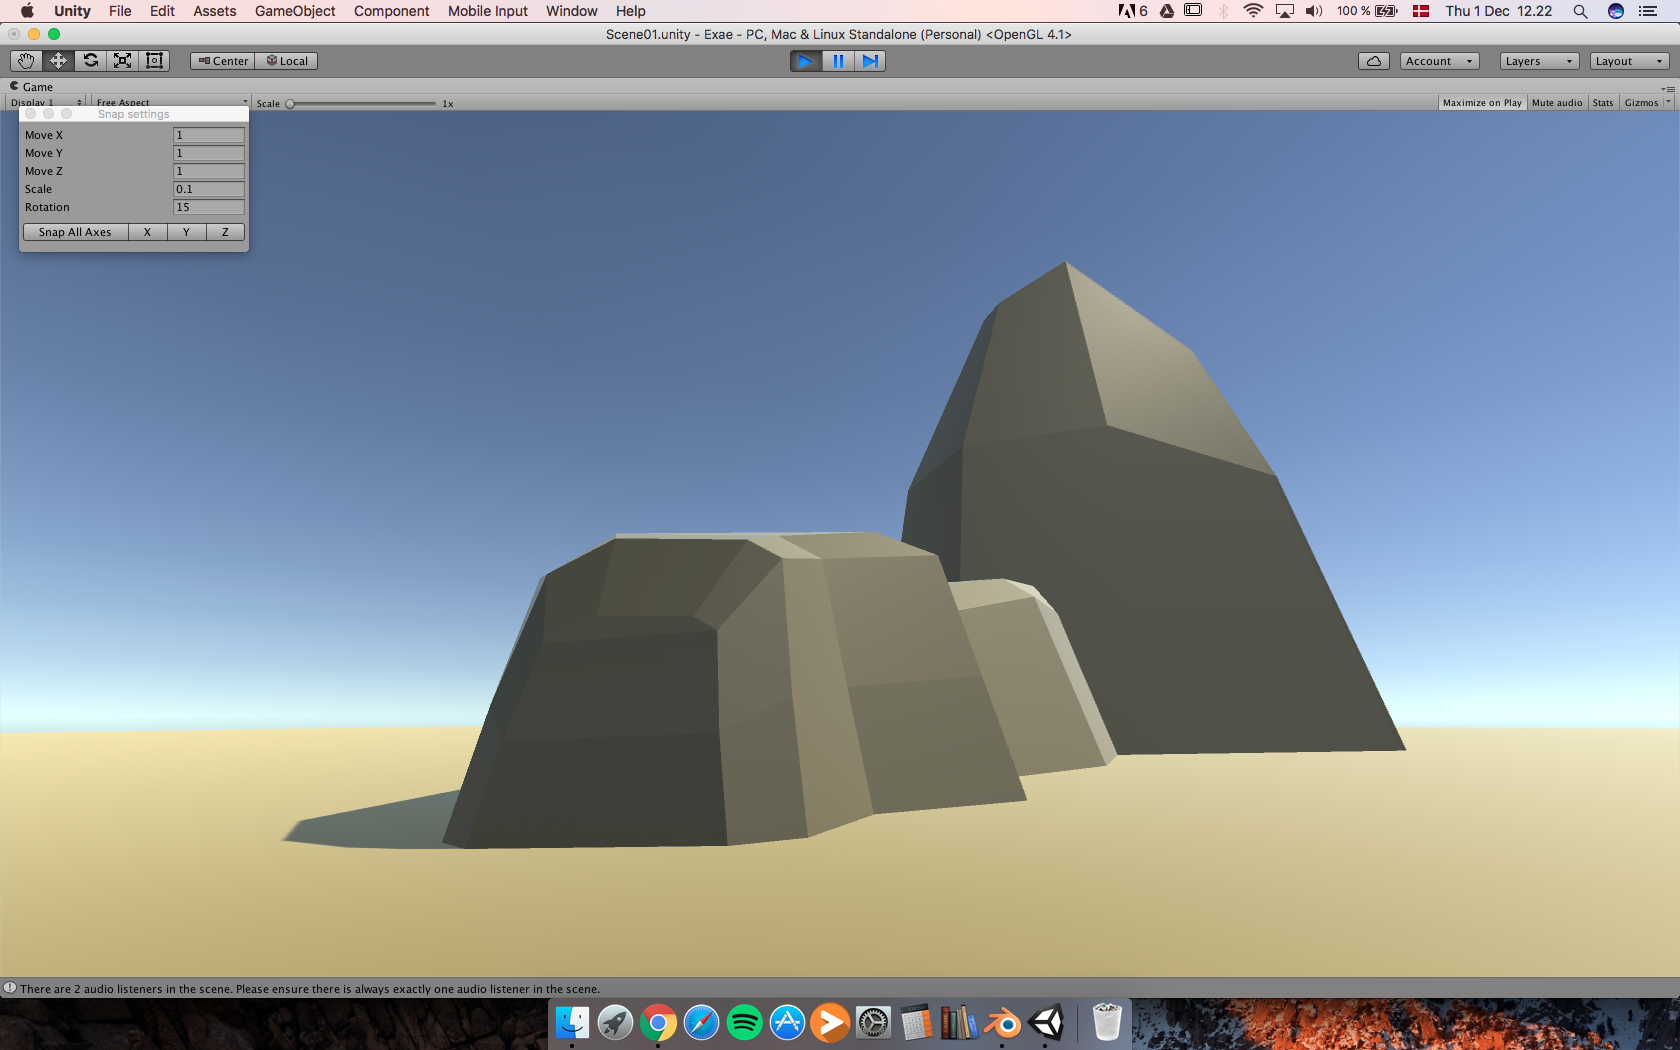 Unity File Edit Assets GameObject Component Mobile Input Window Help 6 100 % Thu 1 Dec 12.22
Scene01.unity - Exae - PC, Mac & Linux Standalone (Personal) <OpenGL 4.1>
Center Local Account Layers Layout
Game
Display 1 Free Aspect Scale 1x Maximize on Play Mute audio Stats Gizmos
Snap settings
Move X 1
Move Y 1
Move Z 1
Scale 0.1
Rotation 15
Snap All Axes X Y Z
There are 2 audio listeners in the scene. Please ensure there is always exactly one audio listener in the scene.